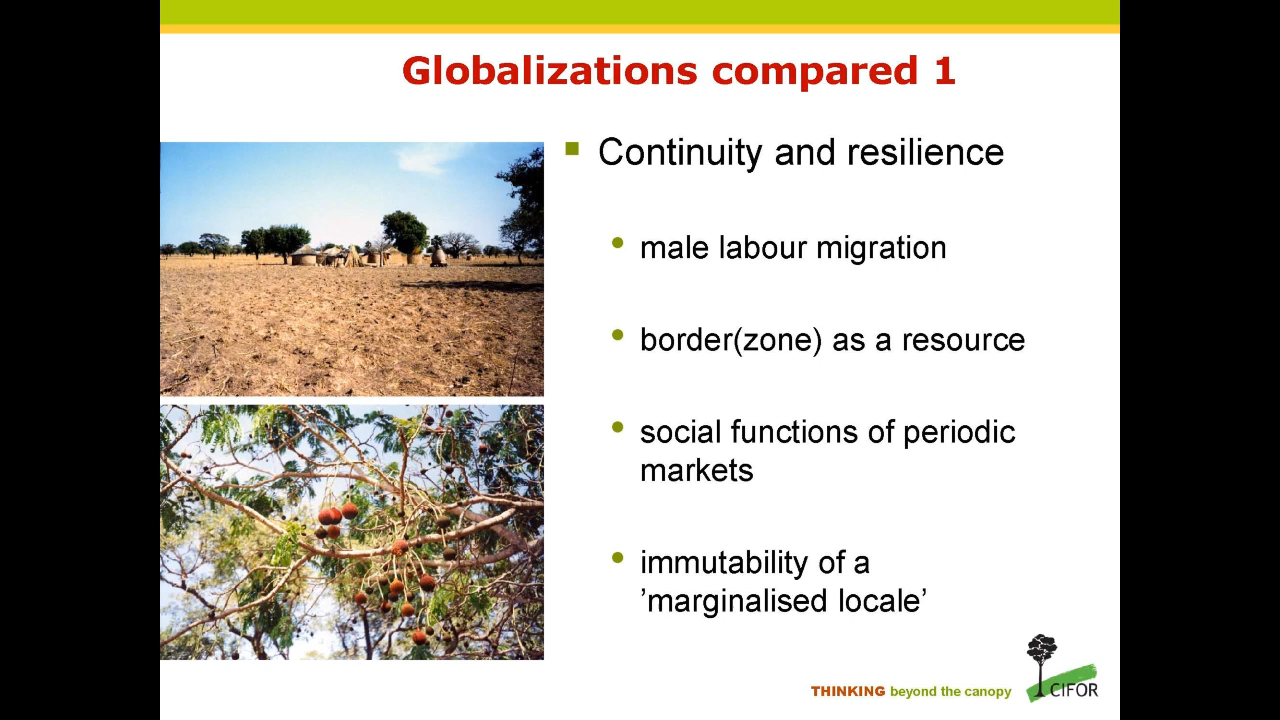 Globalizations compared 1
Continuity and resilience
male labour migration
border(zone) as a resource
social functions of periodic
markets
immutability of a
’marginalised locale’
THINKING beyond the canopy
CIFOR